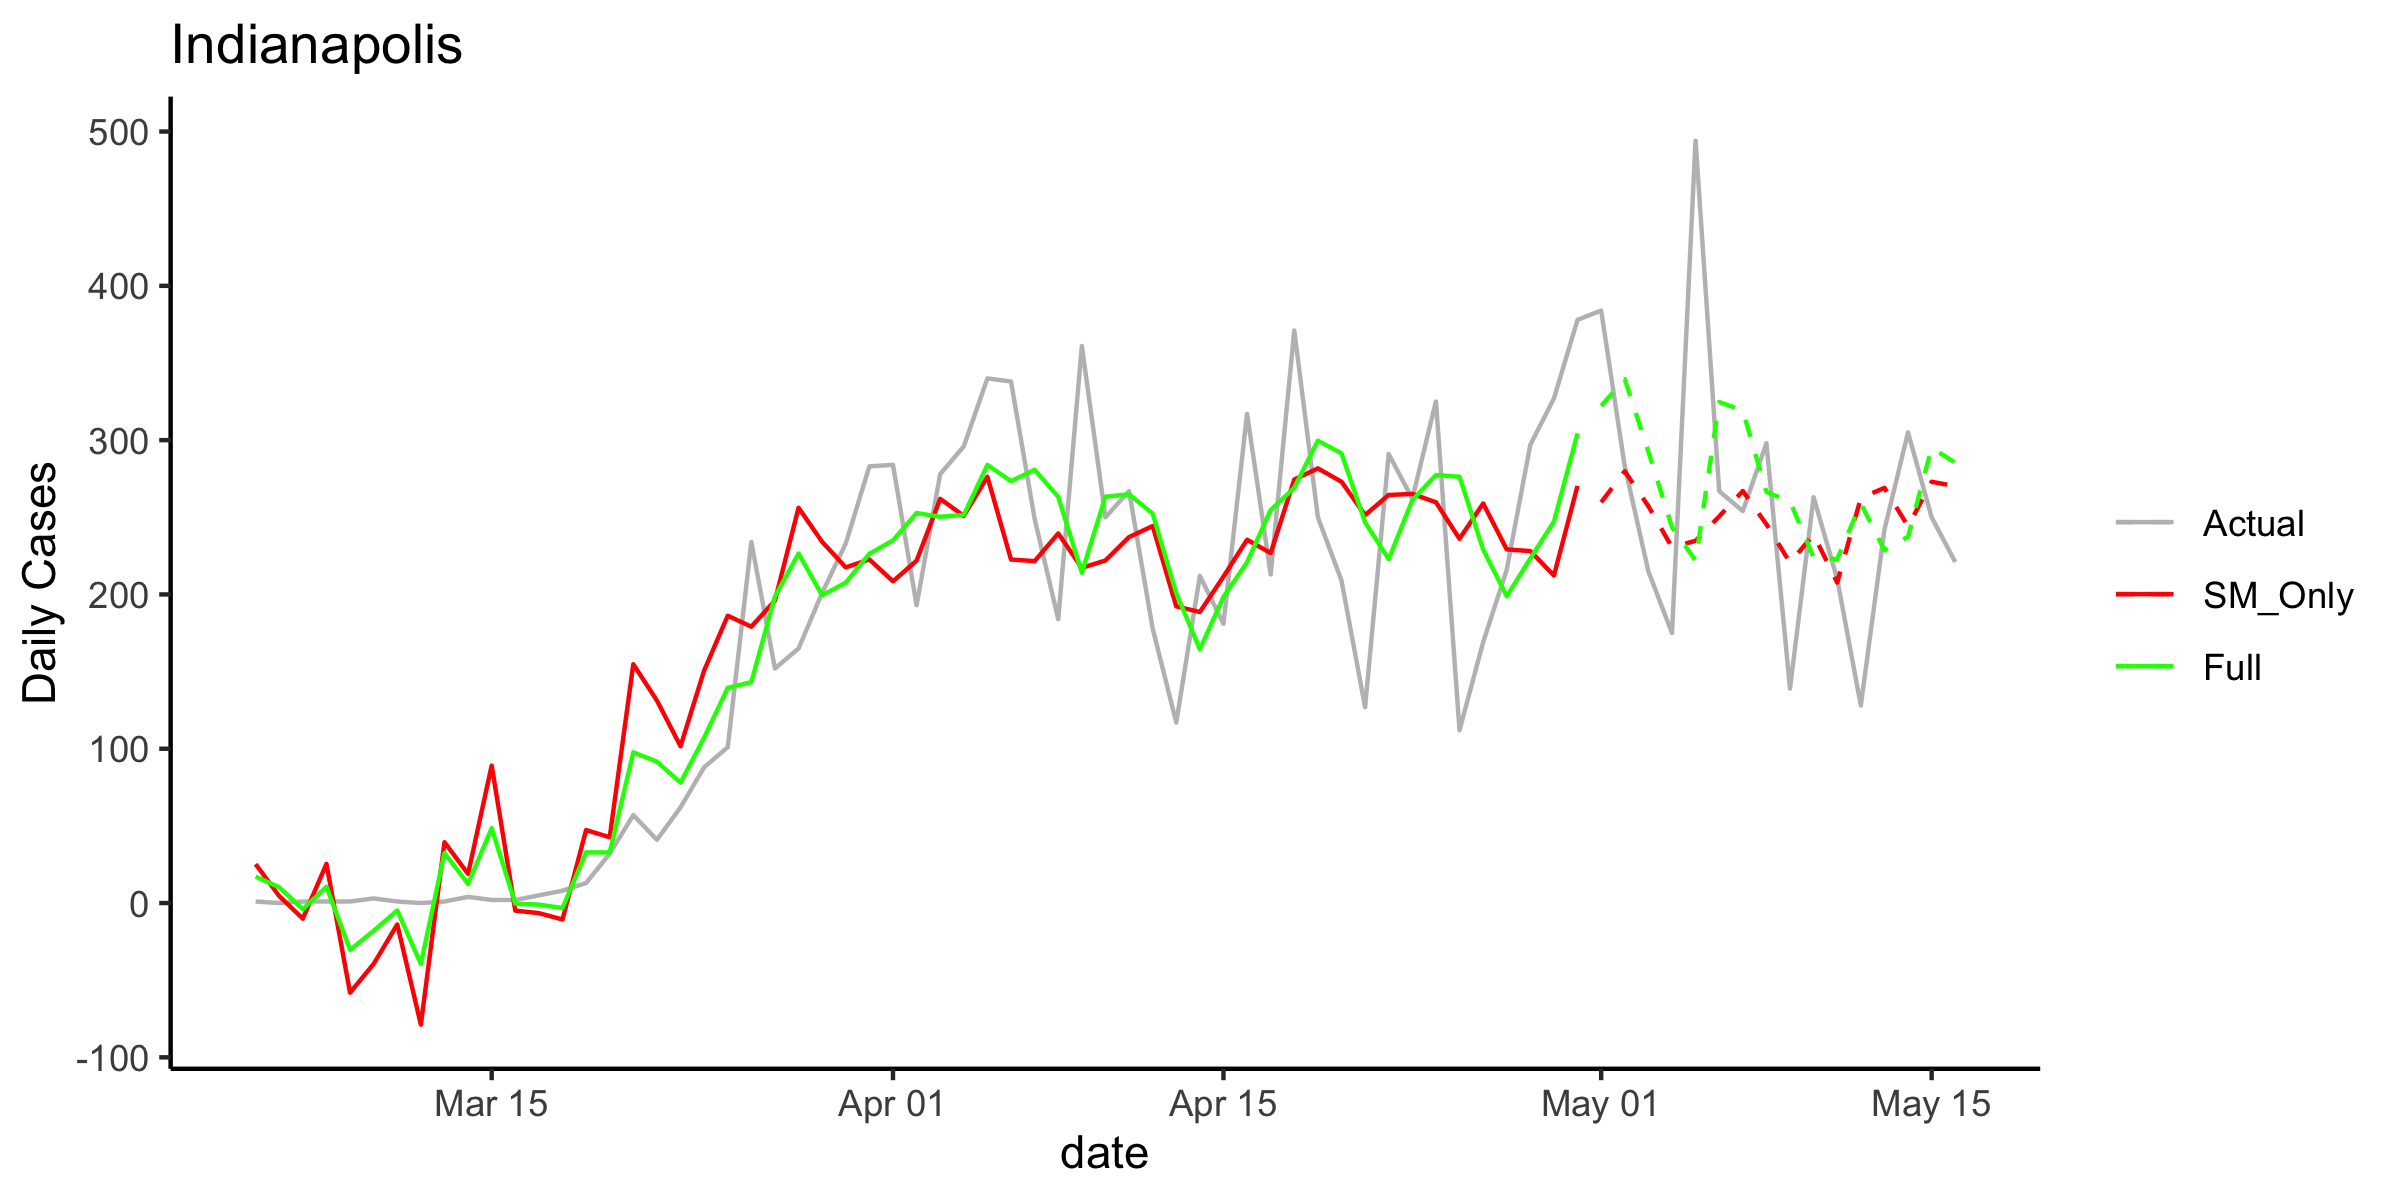 Indianapolis
Daily Cases
500
400
300
200
100
0
-100
Mar 15
Apr 01
Apr 15
May 01
May 15
date
Actual
SM_Only
Full